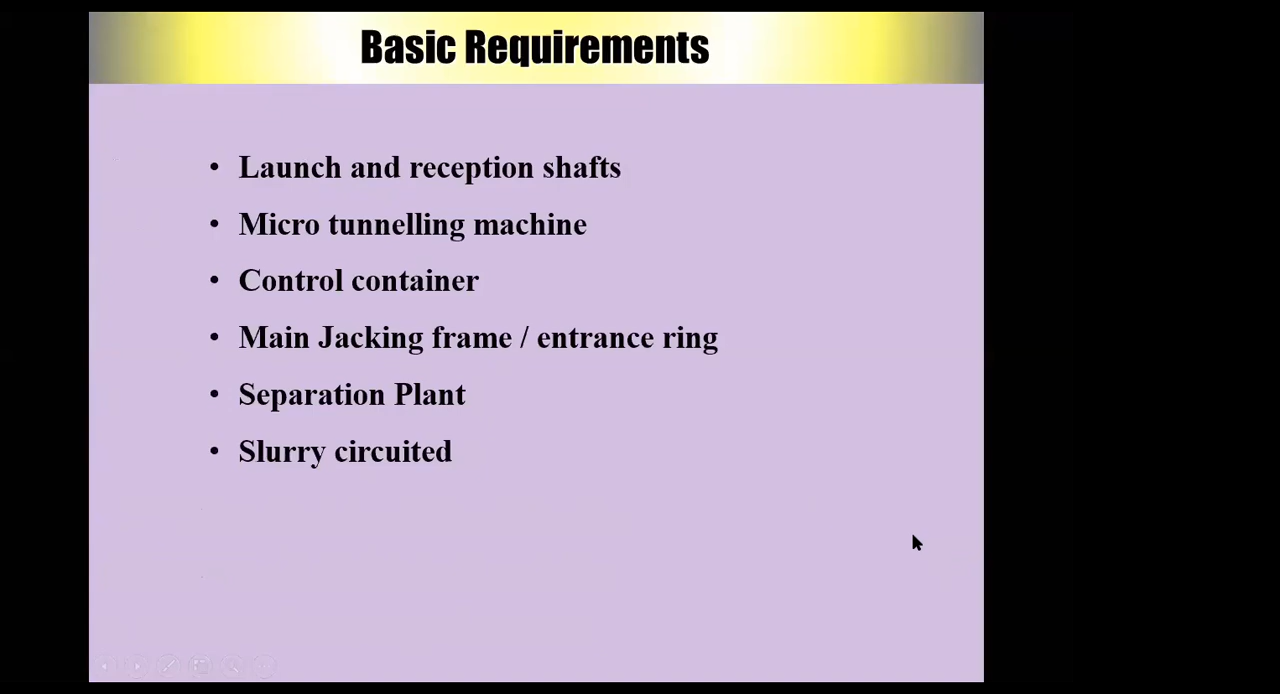 Basic Requirements
• Launch and reception shafts
• Micro tunnelling machine
• Control container
• Main Jacking frame / entrance ring
• Separation Plant
• Slurry circuited